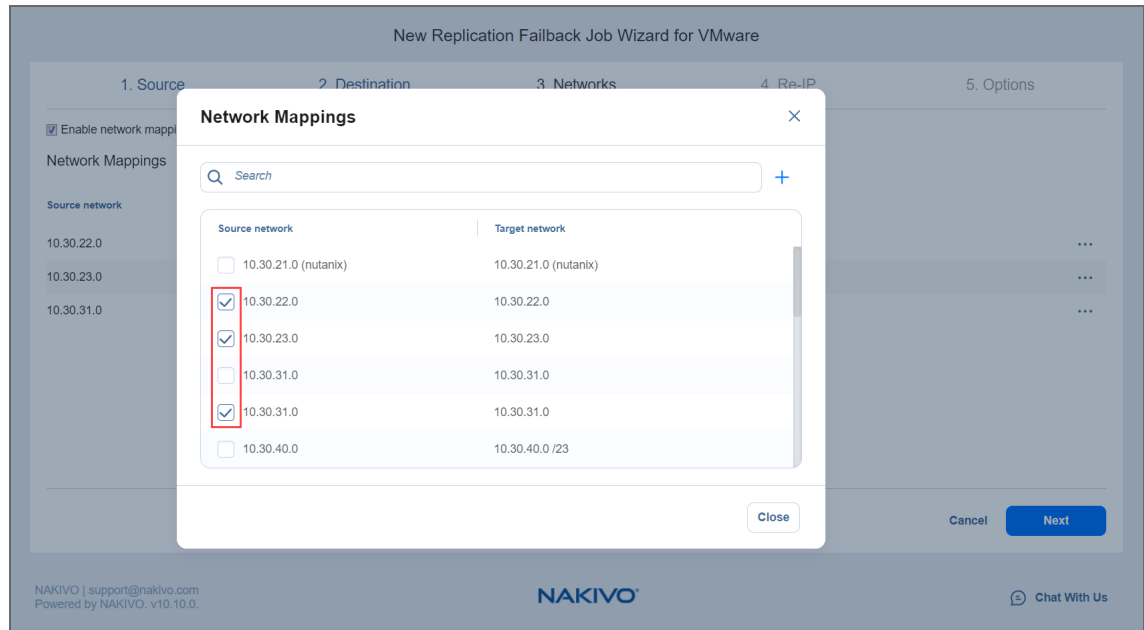 New Replication Failback Job Wizard for VMware
1. Source 2. Destination 3. Networks 4. Re-IP 5. Options
Network Mappings
Enable network mappi
Network Mappings
Search
Source network
Source network Target network
10.30.22.0
10.30.23.0
10.30.31.0
10.30.21.0 (nutanix) 10.30.21.0 (nutanix)
10.30.22.0 10.30.22.0
10.30.23.0 10.30.23.0
10.30.31.0 10.30.31.0
10.30.31.0 10.30.31.0
10.30.40.0 10.30.40.0 /23
Close
Cancel Next
NAKIVO | support@nakivo.com
Powered by NAKIVO. v10.10.0.
NAKIVO
Chat With Us